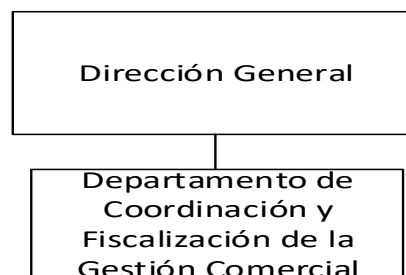 Dirección General
Departamento de
Coordinación y
Fiscalización de la
Gestión Comercial